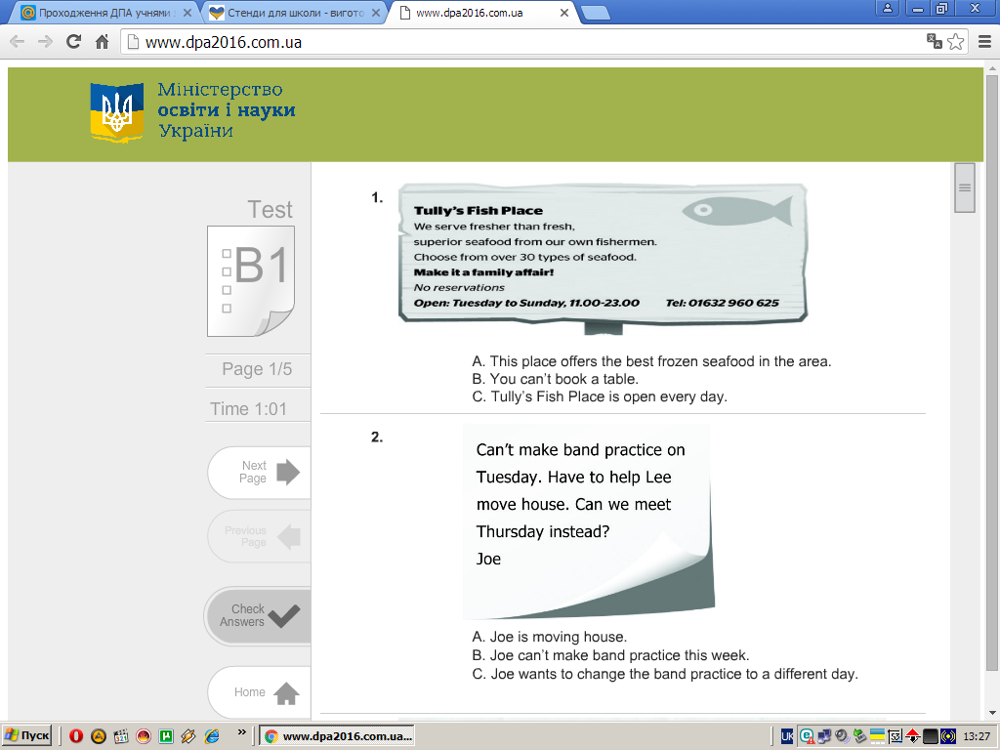 Проходження ДПА учнями з
Стенди для школи - вигото
www.dpa2016.com.ua
www.dpa2016.com.ua
Міністерство
освіти і науки
України
Test
B1
Page 1/5
Time 1:01
Next
Page
Previous
Page
Check
Answers
Home
1.
Tully's Fish Place
We serve fresher than fresh,
superior seafood from our own fishermen.
Choose from over 30 types of seafood.
Make it a family affair!
No reservations
Open: Tuesday to Sunday, 11.00-23.00 Tel: 01632 960 625
A. This place offers the best frozen seafood in the area.
B. You can't book a table.
C. Tully's Fish Place is open every day.
2.
Can't make band practice on
Tuesday. Have to help Lee
move house. Can we meet
Thursday instead?
Joe
A. Joe is moving house.
B. Joe can't make band practice this week.
C. Joe wants to change the band practice to a different day.
Пуск
www.dpa2016.com.ua...
UK
13:27